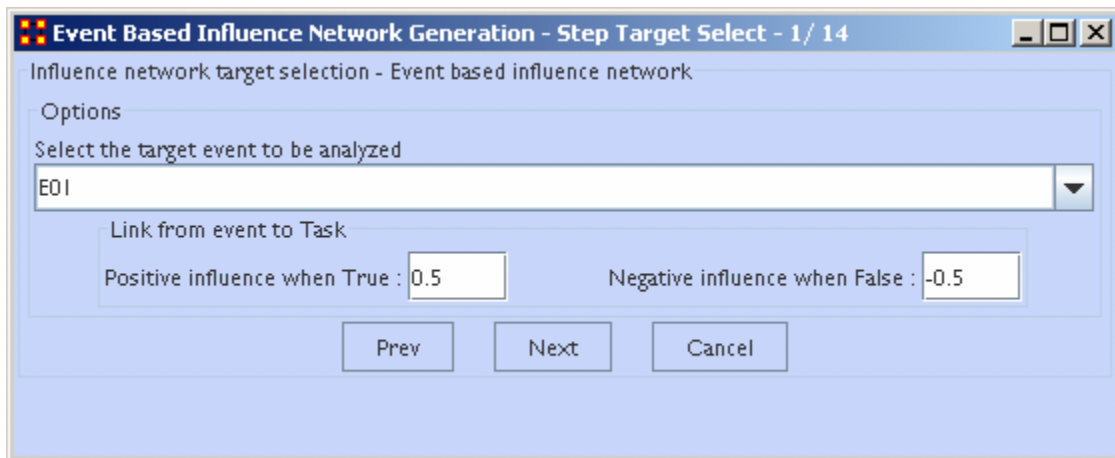 Event Based Influence Network Generation - Step Target Select - 1/ 14
Influence network target selection - Event based influence network
Options
Select the target event to be analyzed
E01
Link from event to Task
Positive influence when True : 0.5 Negative influence when False : -0.5
Prev Next Cancel